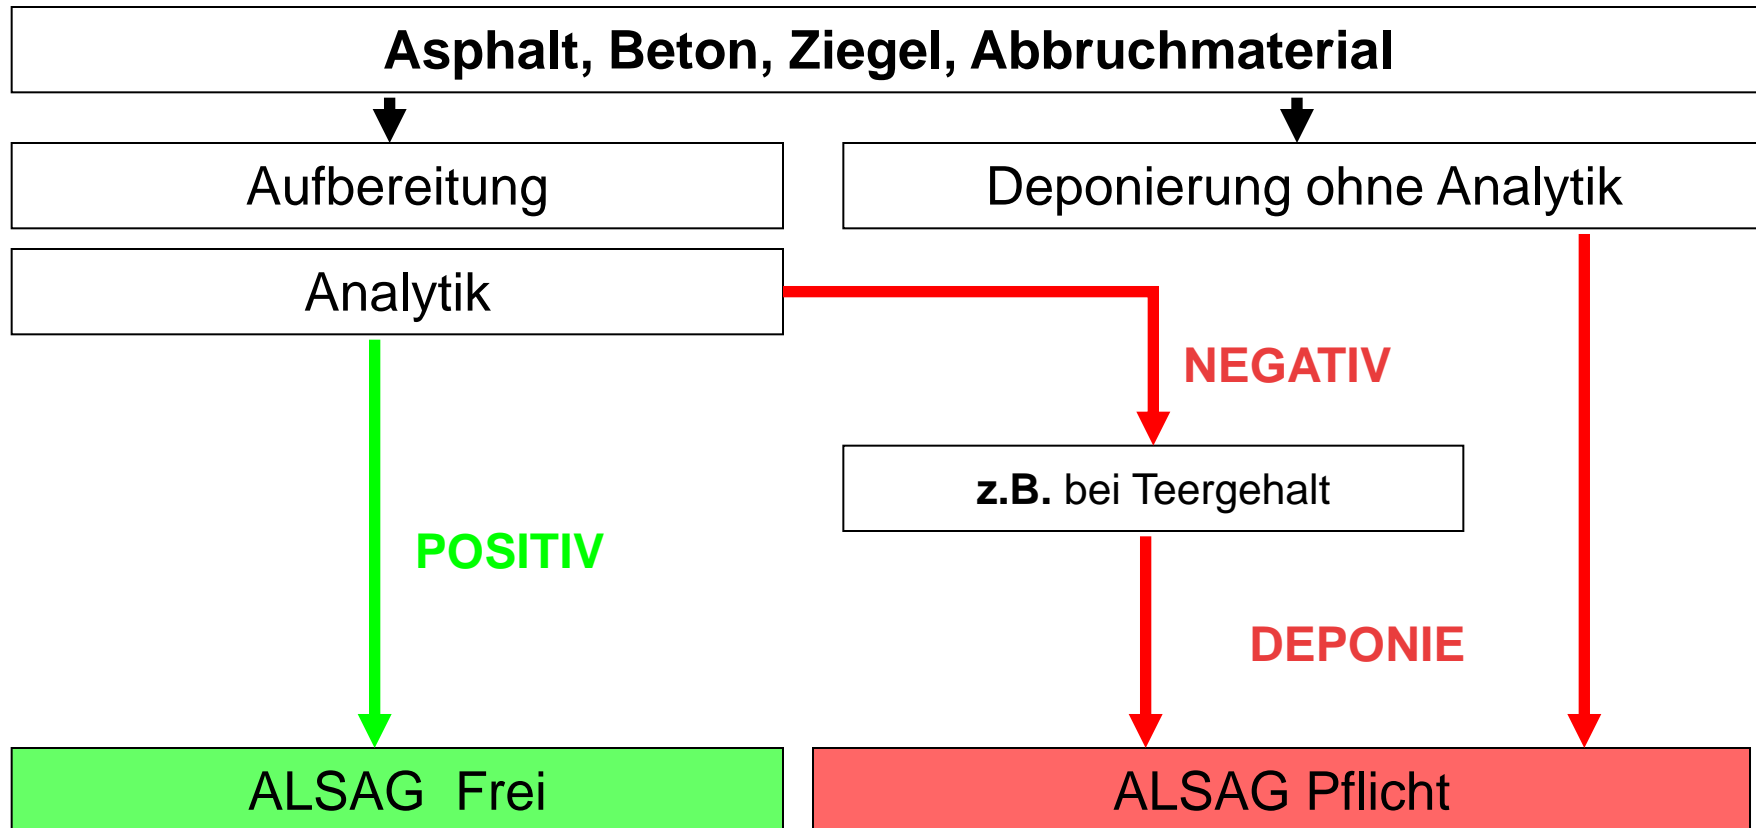 Asphalt, Beton, Ziegel, Abbruchmaterial
Aufbereitung
Deponierung ohne Analytik
Analytik
NEGATIV
z.B. bei Teergehalt
POSITIV
DEPONIE
ALSAG Frei
ALSAG Pflicht